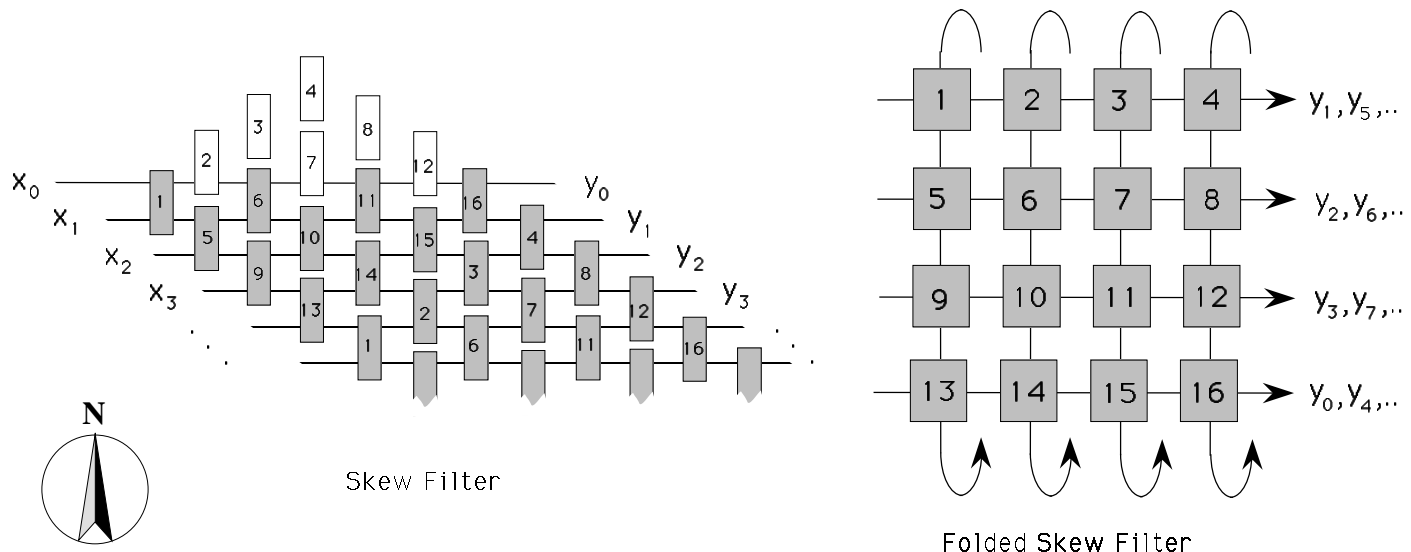 4
3 8
2 7 12
x0 1 6 11 16 y0
x1 5 10 15 4 y1
x2 9 14 3 8 y2
x3 13 2 7 12 y3
1 6 11 16
N
Skew Filter
1 2 3 4 y1,y5,..
5 6 7 8 y2,y6,..
9 10 11 12 y3,y7,..
13 14 15 16 y0,y4,..
Folded Skew Filter